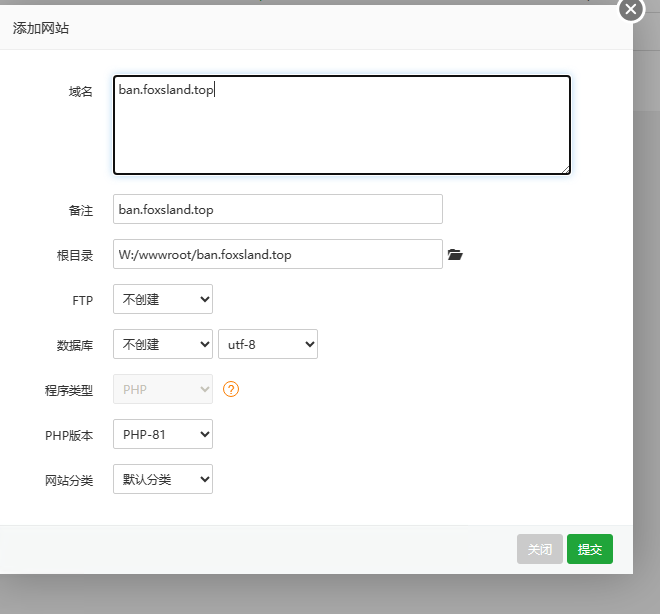 添加网站
域名
ban.foxsland.top
备注
ban.foxsland.top
根目录
W:/wwwroot/ban.foxsland.top
FTP
不创建
数据库
不创建
utf-8
程序类型
PHP
?
PHP版本
PHP-81
网站分类
默认分类
关闭
提交